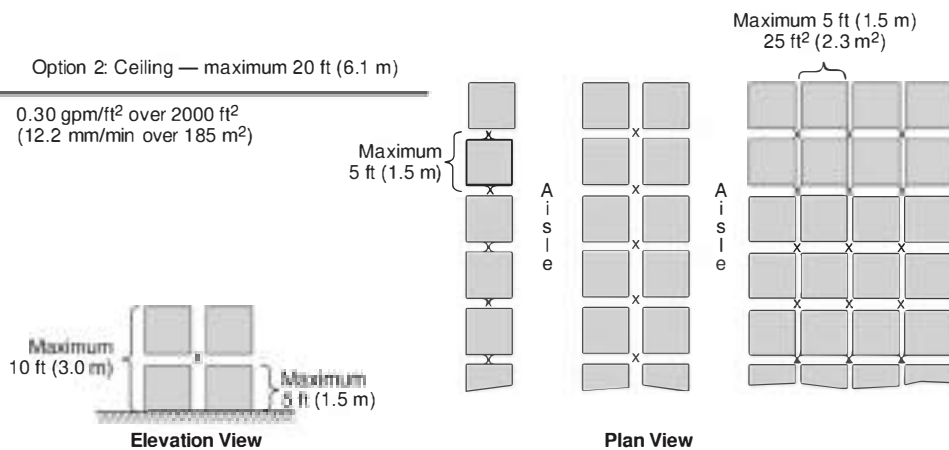 Maximum 5 ft (1.5 m)
25 ft² (2.3 m²)
Option 2: Ceiling — maximum 20 ft (6.1 m)
0.30 gpm/ft² over 2000 ft²
(12.2 mm/min over 185 m²)
Maximum
5 ft (1.5 m)
x
x
x
x
x
A
i
s
l
e
x
x
x
x
x
A
i
s
l
e
x x x
x x x
Maximum
10 ft (3.0 m)
Maximum
5 ft (1.5 m)
Elevation View
Plan View